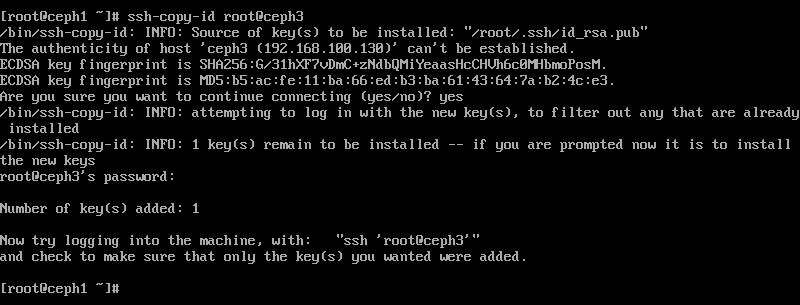 [root@ceph1 ~]# ssh-copy-id root@ceph3
/bin/ssh-copy-id: INFO: Source of key(s) to be installed: "/root/.ssh/id_rsa.pub"
The authenticity of host 'ceph3 (192.168.100.130)' can't be established.
ECDSA key fingerprint is SHA256:G/31hXF7vDmC+zNdbQMiYeaasHcCHVh6c0MHbmoPosM.
ECDSA key fingerprint is MD5:b5:ac:fe:11:ba:66:ed:b3:ba:61:43:64:7a:b2:4c:e3.
Are you sure you want to continue connecting (yes/no)? yes
/bin/ssh-copy-id: INFO: attempting to log in with the new key(s), to filter out any that are already
 installed
/bin/ssh-copy-id: INFO: 1 key(s) remain to be installed -- if you are prompted now it is to install
the new keys
root@ceph3's password:
Number of key(s) added: 1
Now try logging into the machine, with:   "ssh 'root@ceph3'"
and check to make sure that only the key(s) you wanted were added.
[root@ceph1 ~]#